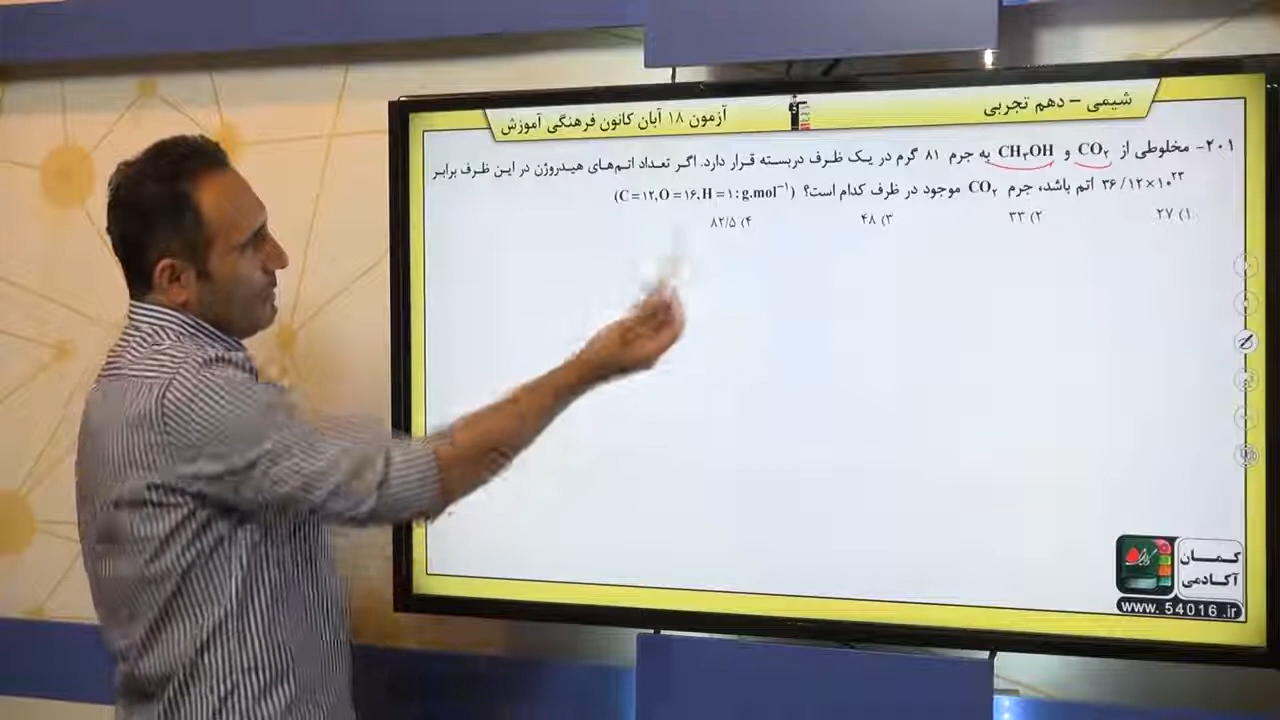 شیمی – دهم تجربی
آزمون ۱۸ آبان کانون فرهنگی آموزش
۲۰۱- مخلوطی از CO۲ و CH۳OH به جرم ۸۱ گرم در یک ظرف دربسته قرار دارد. اگر تعداد اتم‌های هیدروژن در این ظرف برابر
۳۶/۱۲×۱۰^۲۳ اتم باشد، جرم CO۲ موجود در ظرف کدام است؟ (C=۱۲,O=۱۶,H=۱:g.mol^−۱)
۱) ۲۷ ۲) ۳۳ ۳) ۴۸ ۴) ۸۲/۵
کمان
آکادمی
www. 54016 .ir